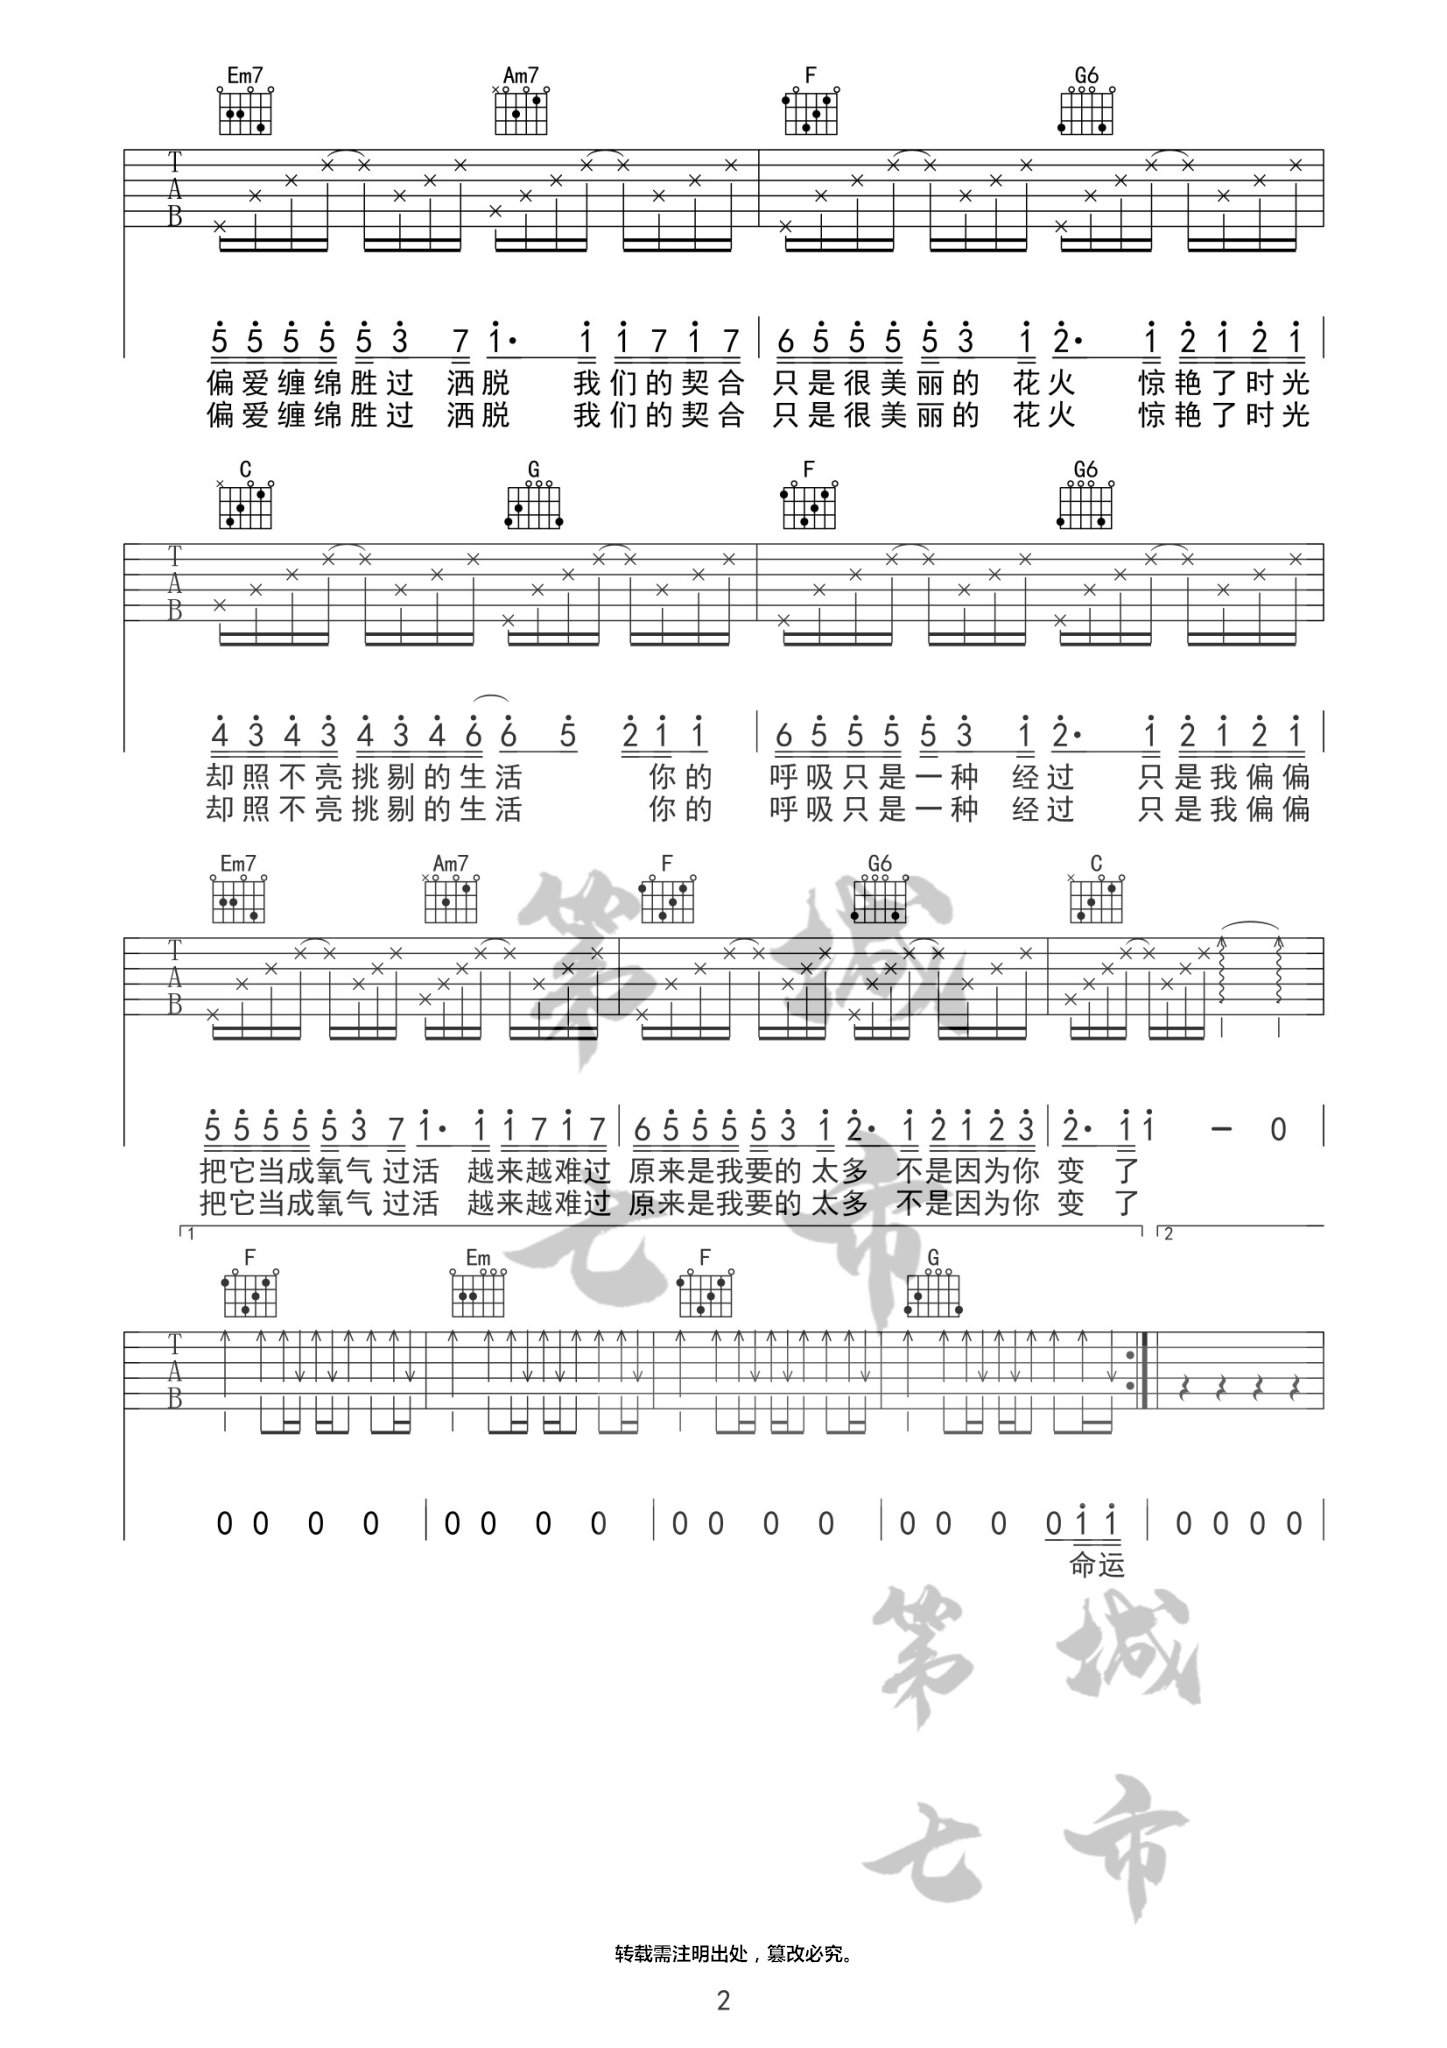 Em7 Am7 F G6
T
A
B
5 5 5 5 5 3 7 1· 1 1 7 1 7 6 5 5 5 5 3 1 2· 1 2 1 2 1
偏爱缠绵胜过 洒脱 我们的契合 只是很美丽的 花火 惊艳了时光
偏爱缠绵胜过 洒脱 我们的契合 只是很美丽的 花火 惊艳了时光
C G F G6
T
A
B
4 3 4 3 4 3 4 6 6 5 2 1 1 6 5 5 5 5 3 1 2· 1 2 1 2 1
却照不亮挑剔的生活 你的 呼吸只是一种 经过 只是我偏偏
却照不亮挑剔的生活 你的 呼吸只是一种 经过 只是我偏偏
Em7 Am7 F G6 C
T
A
B
5 5 5 5 5 3 7 1· 1 1 7 1 7 6 5 5 5 5 3 1 2· 1 2 1 2 3 2· 1 1 – 0
把它当成氧气 过活 越来越难过 原来是我要的 太多 不是因为你 变 了
把它当成氧气 过活 越来越难过 原来是我要的 太多 不是因为你 变 了
1 2
F Em F G
T
A
B
0 0 0 0 0 0 0 0 0 0 0 0 0 0 0 0 1 1 0 0 0 0
命运
第 城
七 市
第 城
七 市
转载需注明出处，篡改必究。
2